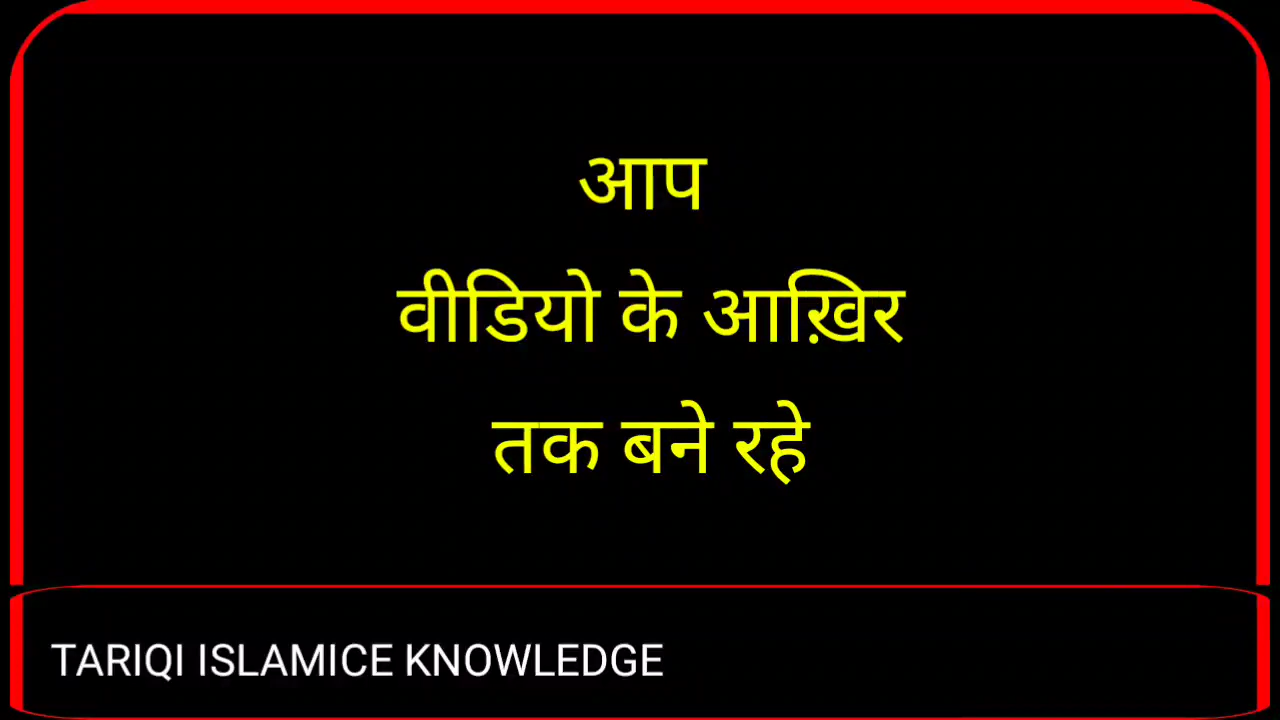 आप
वीडियो के आख़िर
तक बने रहे
TARIQI ISLAMICE KNOWLEDGE